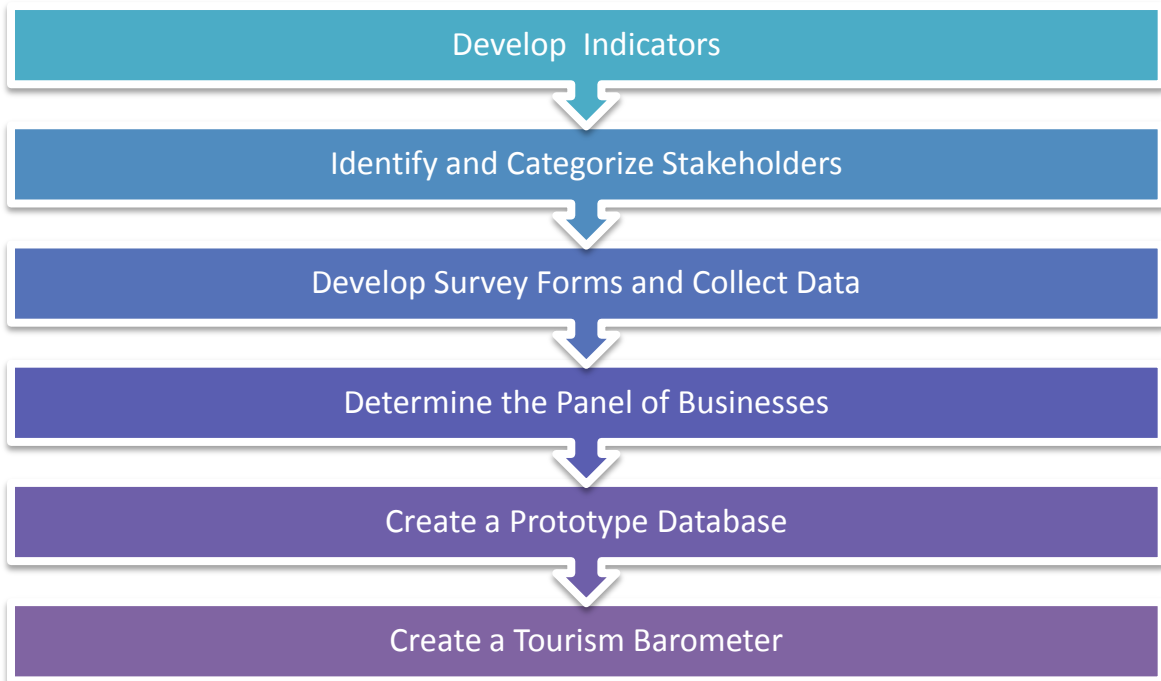 Develop  Indicators
Identify and Categorize Stakeholders
Develop Survey Forms and Collect Data
Determine the Panel of Businesses
Create a Prototype Database
Create a Tourism Barometer